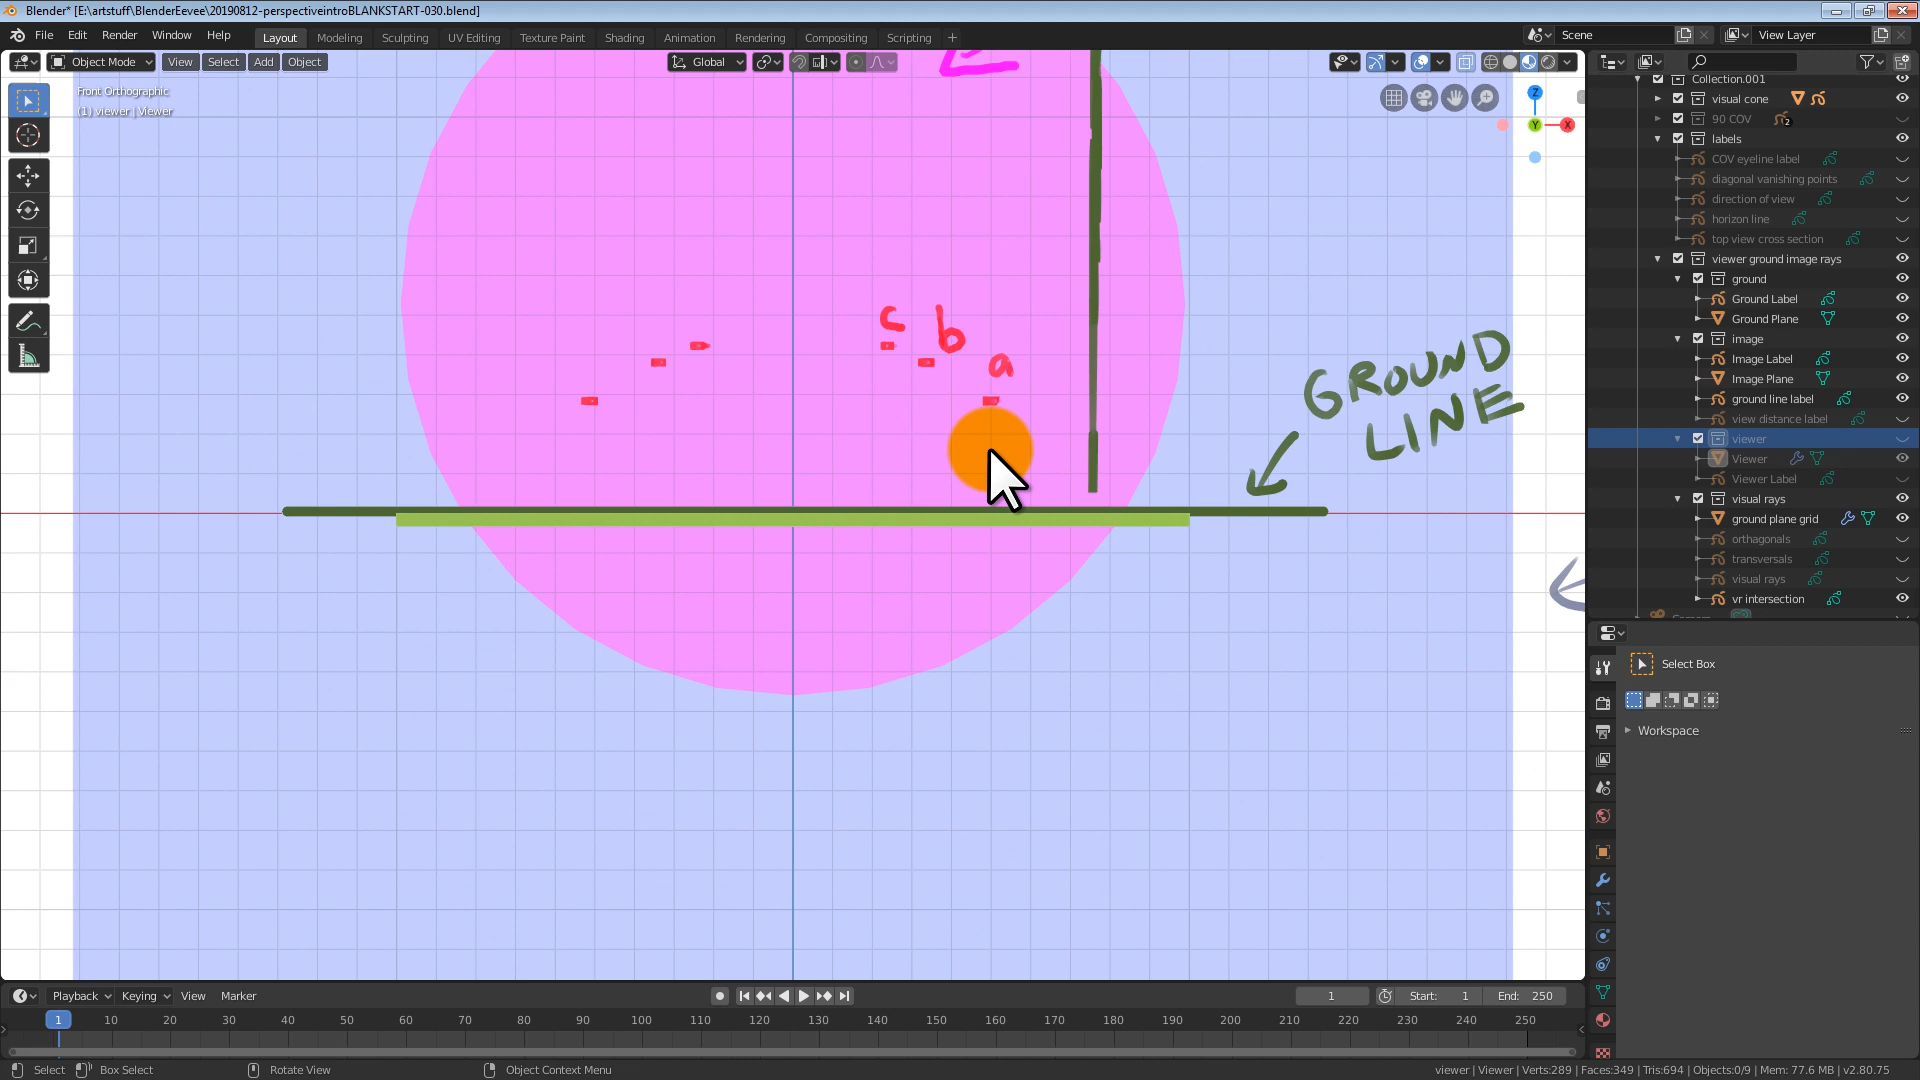 Blender* [E:\artstuff\BlenderEevee\20190812-perspectiveintroBLANKSTART-030.blend]
File Edit Render Window Help Layout Modeling Sculpting UV Editing Texture Paint Shading Animation Rendering Compositing Scripting + Scene View Layer
Object Mode View Select Add Object Global
Front Orthographic
(1) viewer | Viewer
Z
Y X
c b
a
GROUND
LINE
Collection.001
visual cone
90 COV 2
labels
COV eyeline label
diagonal vanishing points
direction of view
horizon line
top view cross section
viewer ground image rays
ground
Ground Label
Ground Plane
image
Image Label
Image Plane
ground line label
view distance label
viewer
Viewer
Viewer Label
visual rays
ground plane grid
orthagonals
transversals
visual rays
vr intersection
Select Box
Workspace
Playback Keying View Marker 1 Start: 1 End: 250
1 10 20 30 40 50 60 70 80 90 100 110 120 130 140 150 160 170 180 190 200 210 220 230 240 250
Select Box Select Rotate View Object Context Menu viewer | Viewer | Verts:289 | Faces:349 | Tris:694 | Objects:0/9 | Mem: 77.6 MB | v2.80.75